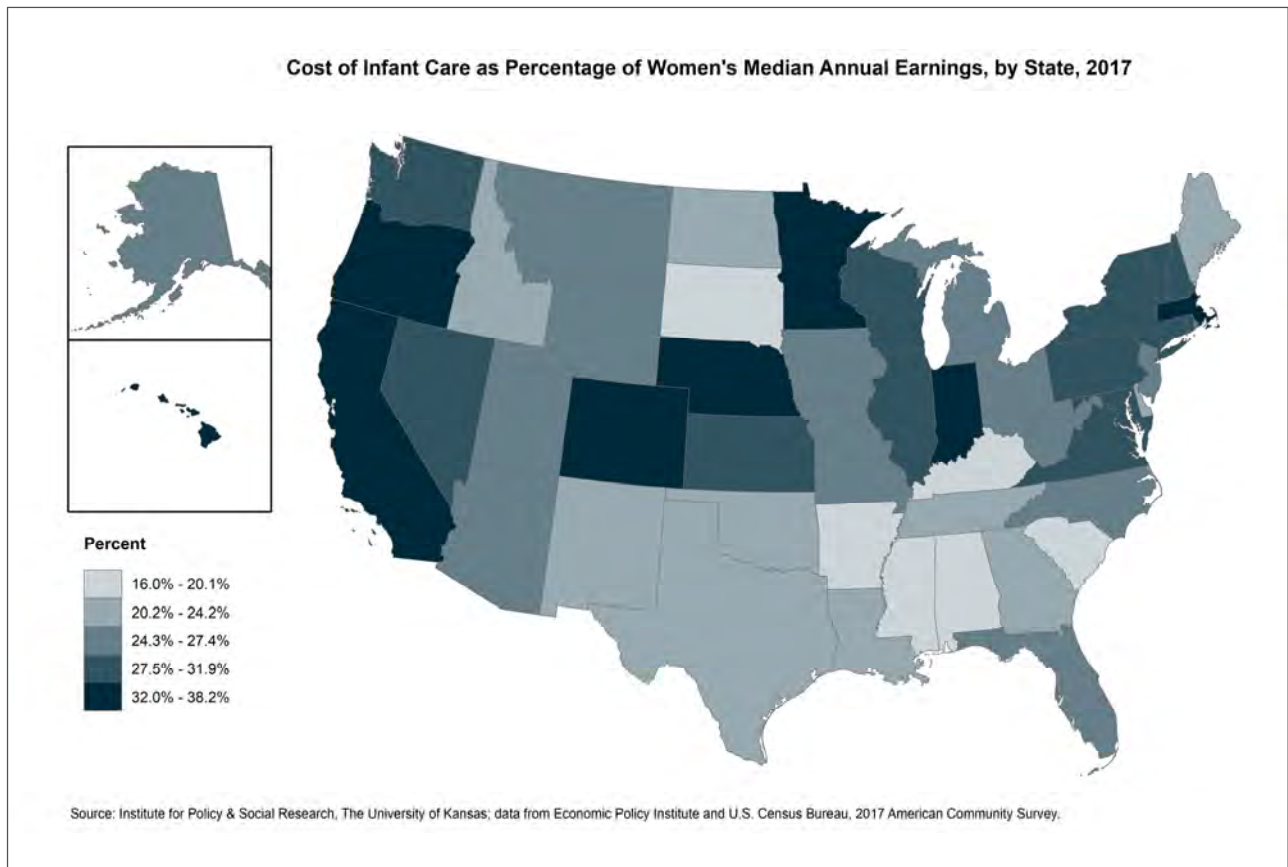 Cost of Infant Care as Percentage of Women's Median Annual Earnings, by State, 2017
Percent
16.0% - 20.1%
20.2% - 24.2%
24.3% - 27.4%
27.5% - 31.9%
32.0% - 38.2%
Source: Institute for Policy & Social Research, The University of Kansas; data from Economic Policy Institute and U.S. Census Bureau, 2017 American Community Survey.